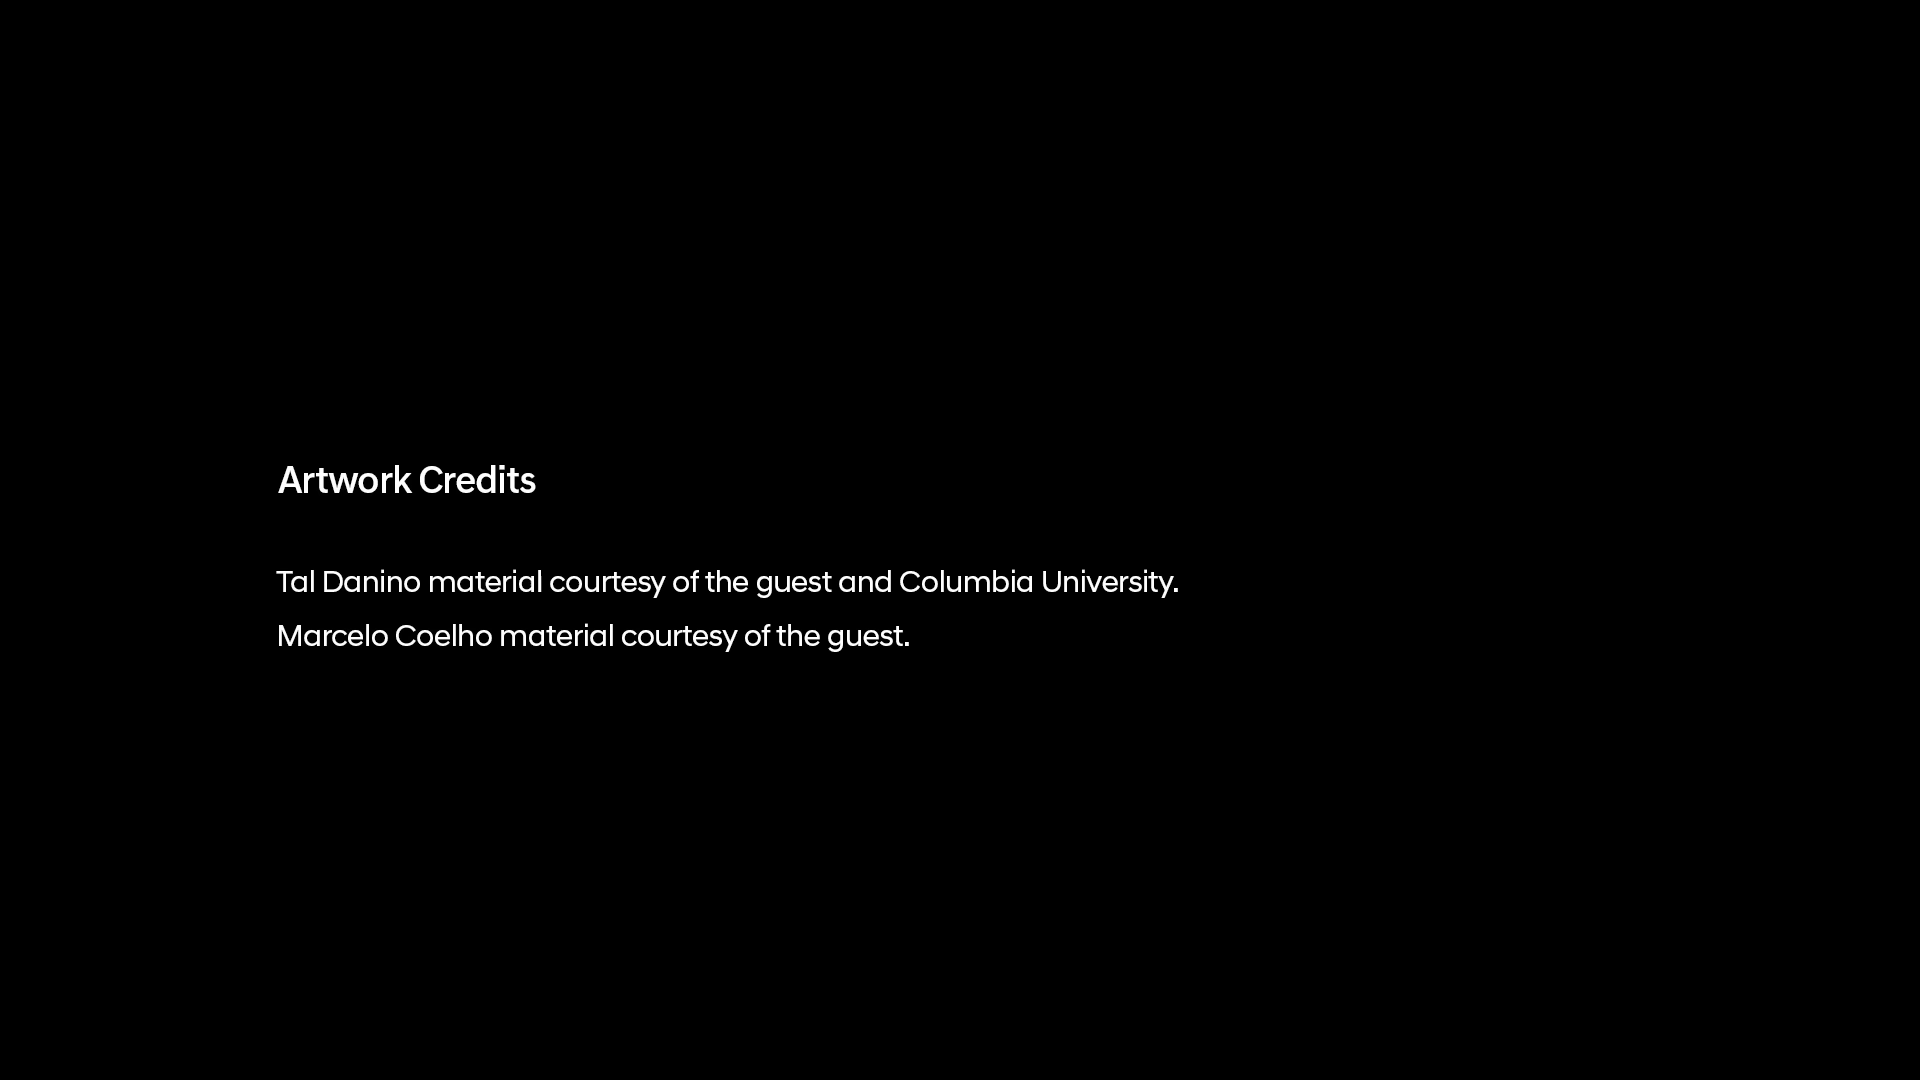 Artwork Credits
Tal Danino material courtesy of the guest and Columbia University.
Marcelo Coelho material courtesy of the guest.